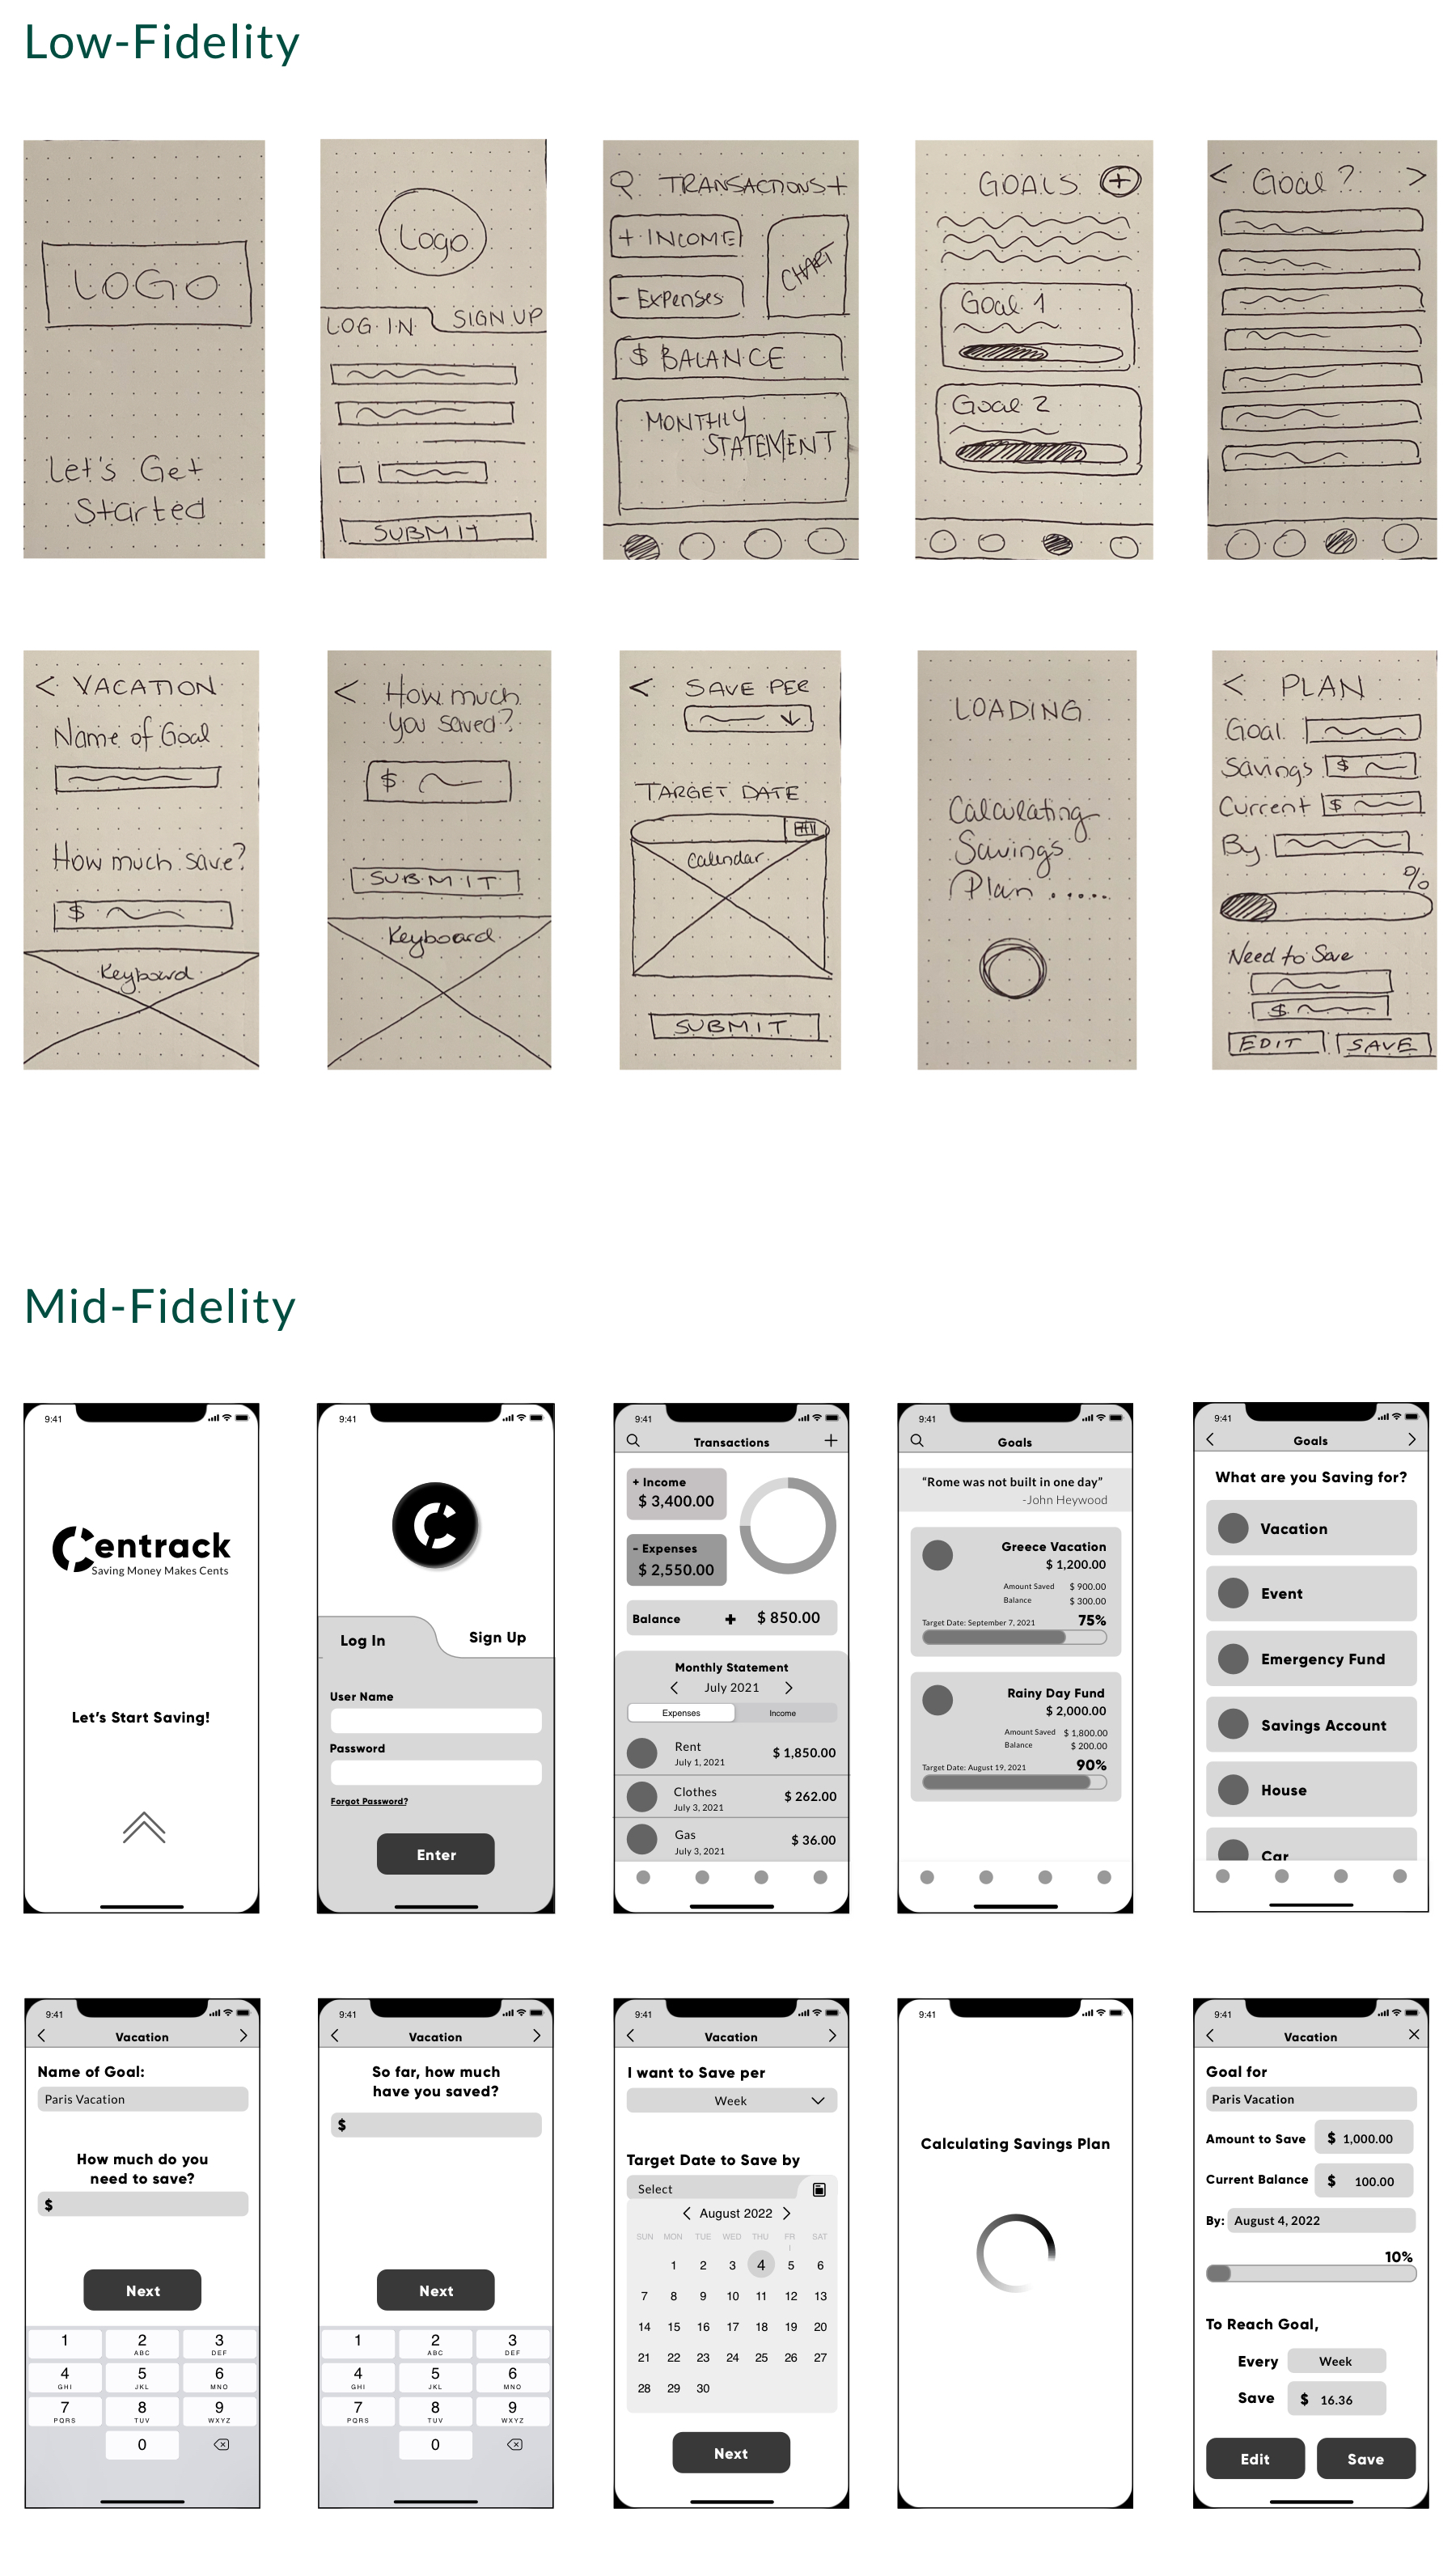 Low-Fidelity
LOGO
Let's Get
Started
Logo
LOG IN
SIGN UP
SUBMIT
TRANSACTIONS+
+ INCOME
- Expenses
CHART
$ BALANCE
MONTHLY
STATEMENT
GOALS +
Goal 1
Goal 2
< Goal? >
< VACATION
Name of Goal
How much save?
$
Keyboard
< How much
you saved?
$
SUBMIT
Keyboard
< SAVE PER
TARGET DATE
Calendar
SUBMIT
LOADING
Calculating
Savings
Plan ......
< PLAN
Goal
Savings $
Current $
By
%
Need to Save
$
EDIT SAVE
Mid-Fidelity
9:41
Centrack
Saving Money Makes Cents
Let's Start Saving!
9:41
C
Log In
Sign Up
User Name
Password
Forgot Password?
Enter
9:41
Transactions
+ Income
$ 3,400.00
- Expenses
$ 2,550.00
Balance + $ 850.00
Monthly Statement
< July 2021 >
Expenses Income
Rent
July 1, 2021
$ 1,850.00
Clothes
July 3, 2021
$ 262.00
Gas
July 3, 2021
$ 36.00
9:41
Goals
“Rome was not built in one day”
-John Heywood
Greece Vacation
$ 1,200.00
Amount Saved $ 900.00
Balance $ 300.00
Target Date: September 7, 2021 75%
Rainy Day Fund
$ 2,000.00
Amount Saved $ 1,800.00
Balance $ 200.00
Target Date: August 19, 2021 90%
9:41
Goals
What are you Saving for?
Vacation
Event
Emergency Fund
Savings Account
House
Car
9:41
Vacation
Name of Goal:
Paris Vacation
How much do you
need to save?
$
Next
1 2 3
ABC DEF
4 5 6
GHI JKL MNO
7 8 9
PQRS TUV WXYZ
0
9:41
Vacation
So far, how much
have you saved?
$
Next
1 2 3
ABC DEF
4 5 6
GHI JKL MNO
7 8 9
PQRS TUV WXYZ
0
9:41
Vacation
I want to Save per
Week
Target Date to Save by
Select
< August 2022 >
SUN MON TUE WED THU FRI SAT
1 2 3 4 5 6
7 8 9 10 11 12 13
14 15 16 17 18 19 20
21 22 23 24 25 26 27
28 29 30
Next
9:41
Calculating Savings Plan
9:41
Vacation
Goal for
Paris Vacation
Amount to Save $ 1,000.00
Current Balance $ 100.00
By: August 4, 2022
10%
To Reach Goal,
Every Week
Save $ 16.36
Edit Save